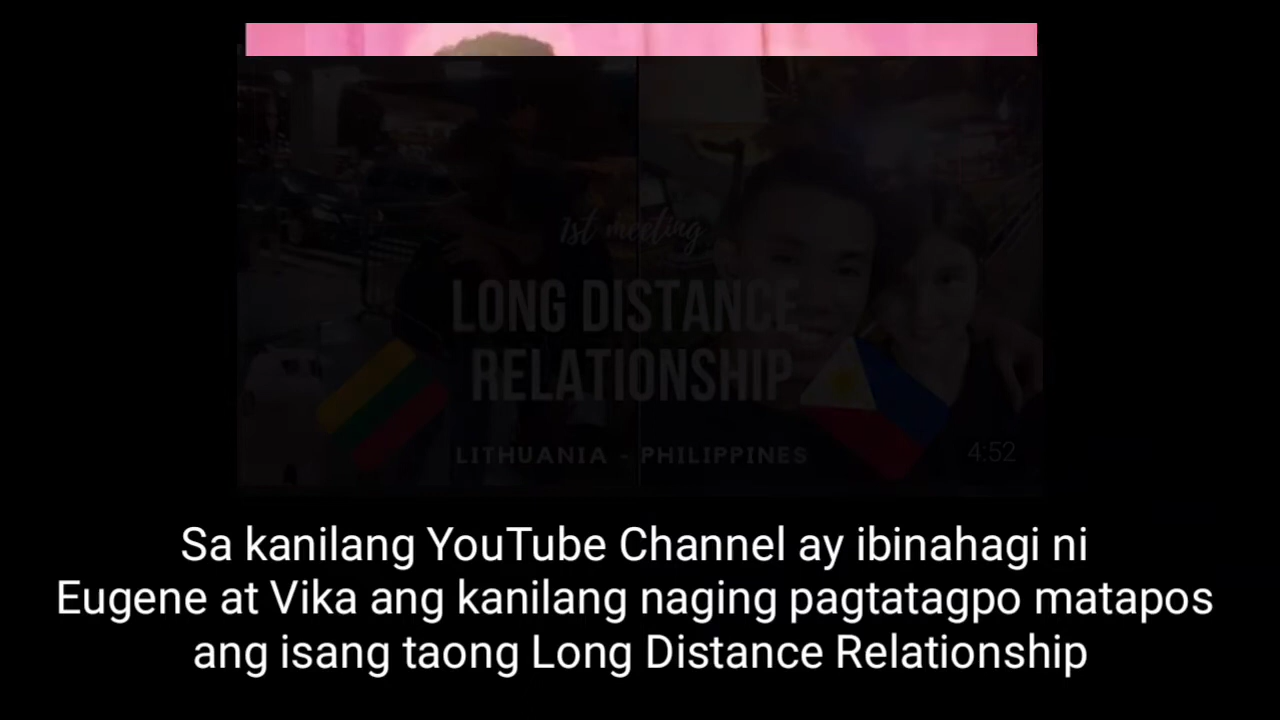 1st meeting
LONG DISTANCE
RELATIONSHIP
LITHUANIA - PHILIPPINES
4:52
Sa kanilang YouTube Channel ay ibinahagi ni
Eugene at Vika ang kanilang naging pagtatagpo matapos
ang isang taong Long Distance Relationship